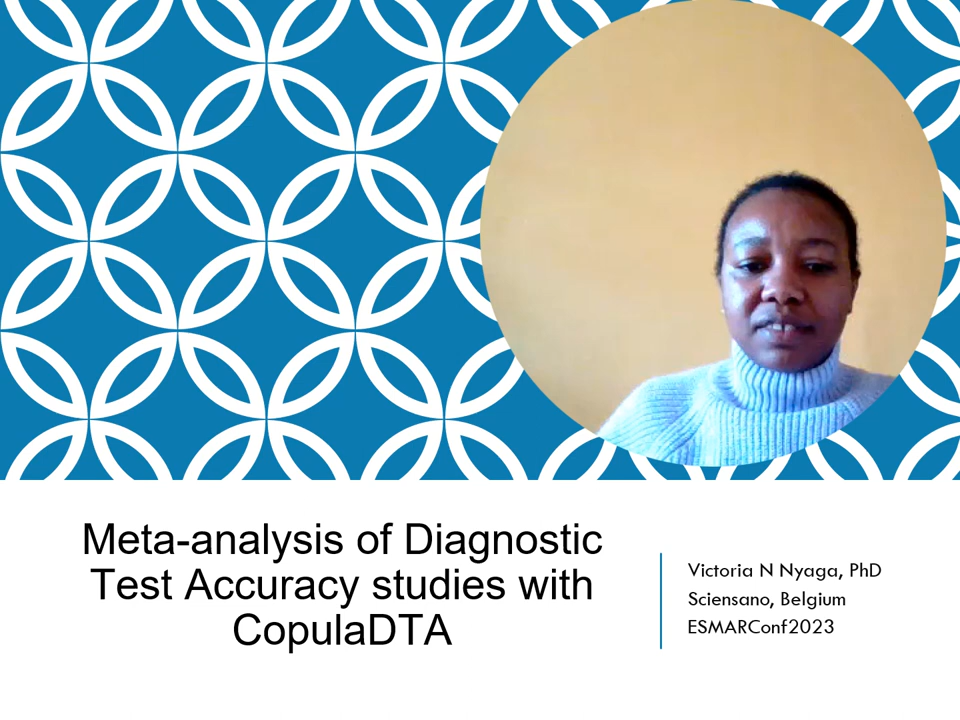 Meta-analysis of Diagnostic
Test Accuracy studies with
CopulaDTA
Victoria N Nyaga, PhD
Sciensano, Belgium
ESMARConf2023